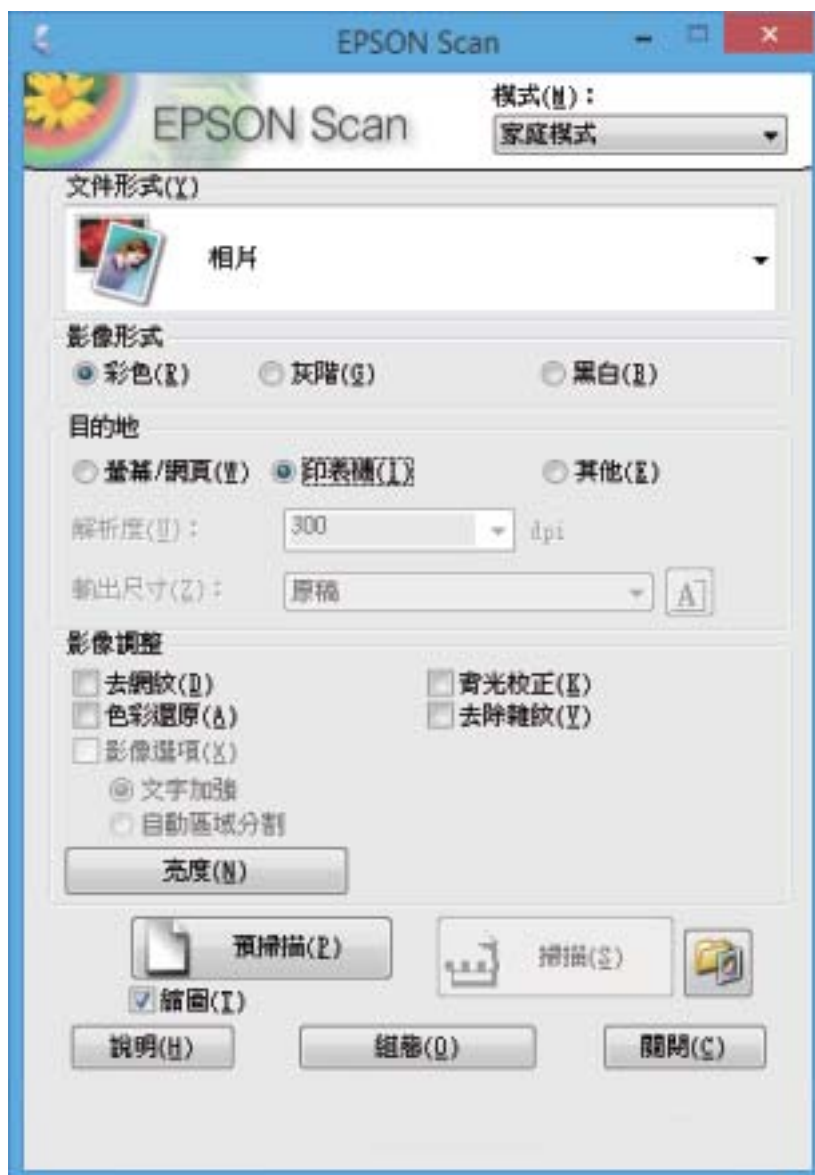 EPSON Scan
EPSON Scan
模式(M)：
家庭模式
文件形式(Y)
相片
影像形式
彩色(R) 灰階(G) 黑白(B)
目的地
螢幕/網頁(W) 印表機(I) 其他(E)
解析度(U)： 300 dpi
輸出尺寸(Z)： 原稿 A
影像調整
去網紋(D) 背光校正(K)
色彩還原(A) 去除雜紋(V)
影像選項(X)
文字加強
自動區域分割
亮度(N)
預掃描(P) 掃描(S)
縮圖(T)
說明(H) 組態(O) 關閉(C)